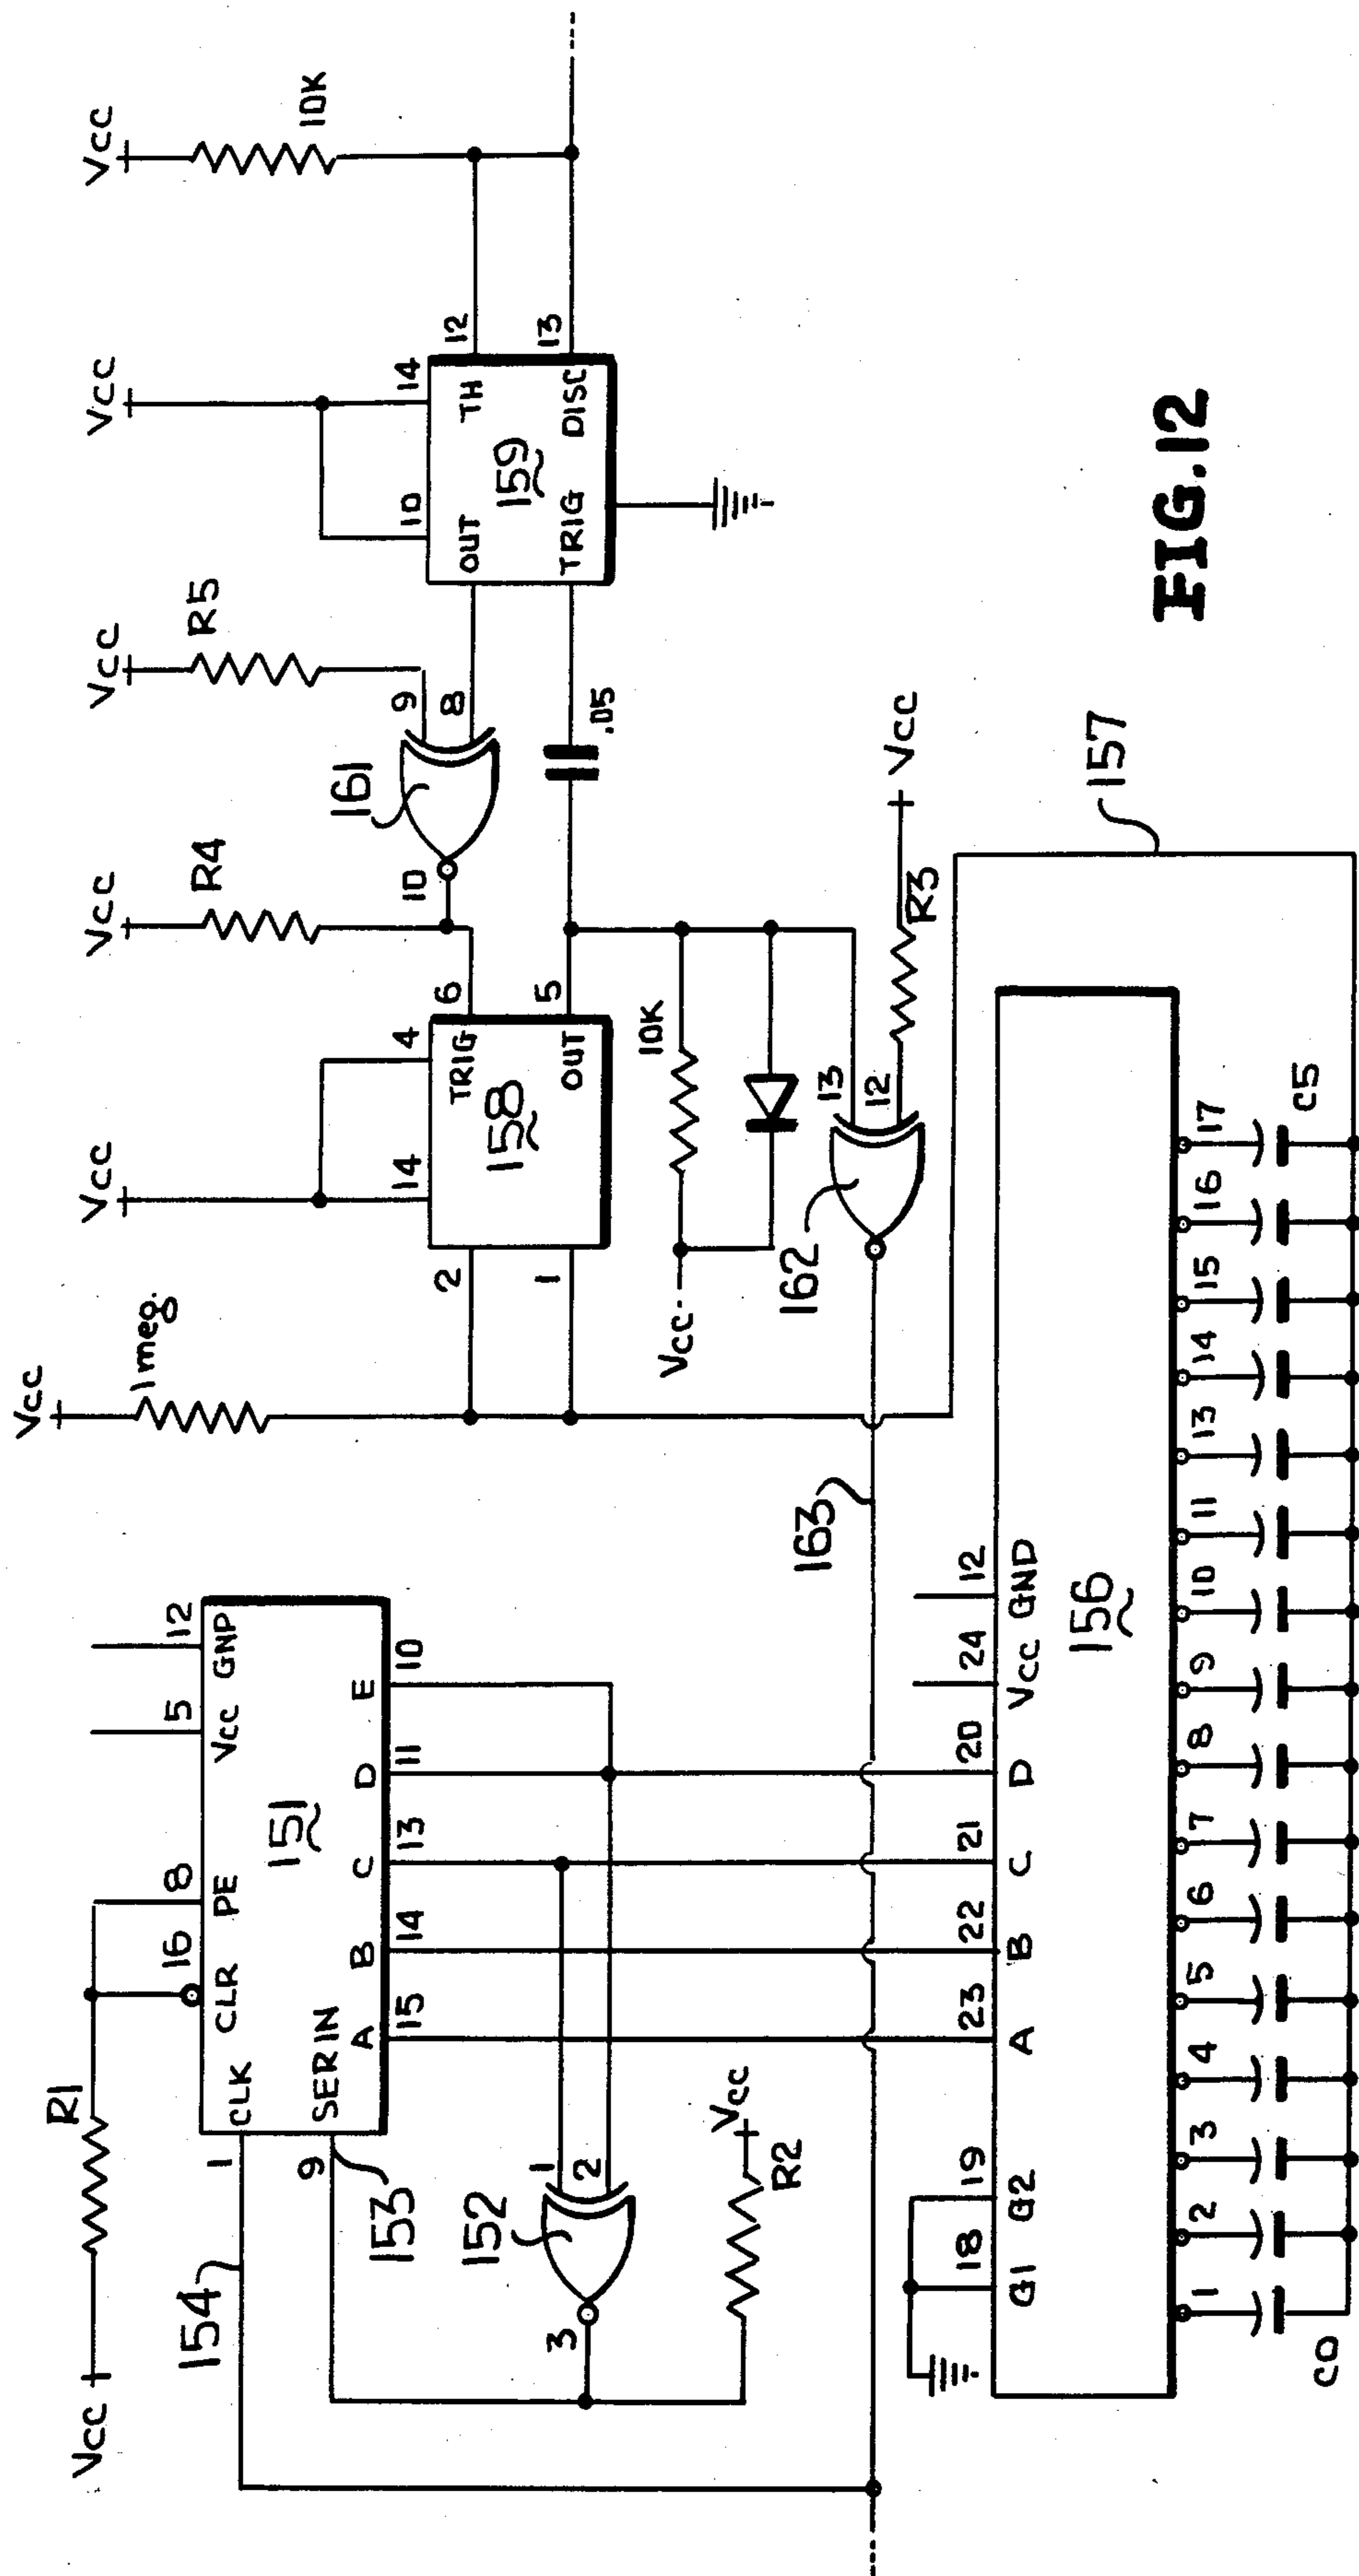 Vcc
R1
154
1
CLK
16
CLR
8
PE
5
Vcc
12
GNP
151
9
SERIN
153
A
B
C
D
E
15
14
13
11
10
152
1
2
3
R2
Vcc
Vcc
1 meg.
Vcc
14
4
2
1
158
TRIG
6
OUT
5
Vcc
R4
10
161
Vcc
R5
9
8
.05
Vcc
10
14
OUT
TH
159
TRIG
DISC
12
13
Vcc
10K
10K
Vcc
162
13
12
R3
Vcc
163
157
18
19
23
22
21
20
24
12
G1
G2
A
B
C
D
Vcc
GND
156
1
2
3
4
5
6
7
8
9
10
11
13
14
15
16
17
CO
C5
FIG.12